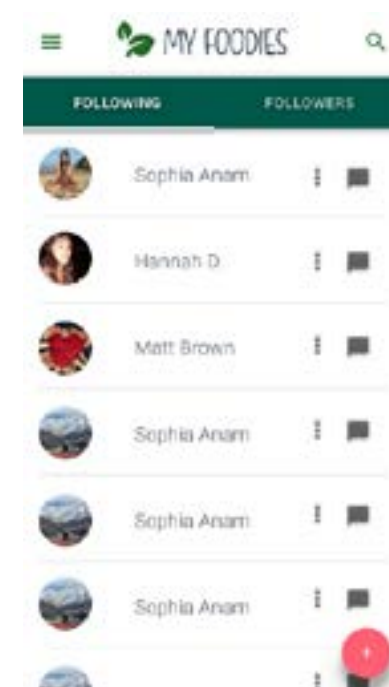 MY FOODIES
FOLLOWING FOLLOWERS
Sophia Anam
Hannah D
Matt Brown
Sophia Anam
Sophia Anam
Sophia Anam